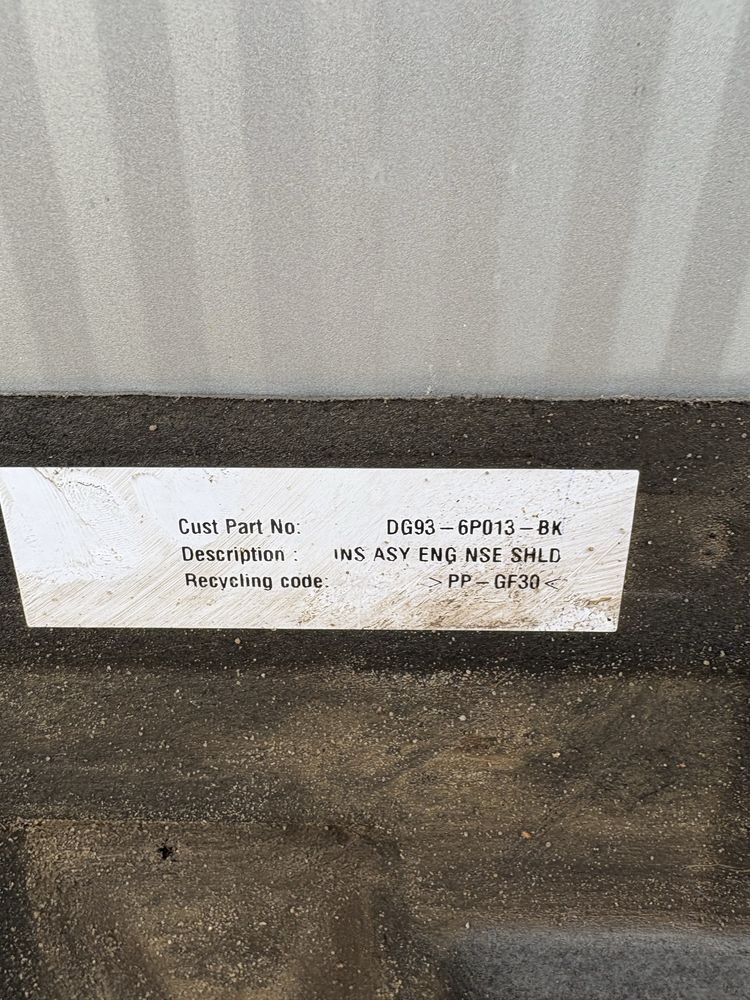 Cust Part No: DG93-6P013-BK
Description : INS ASY ENG NSE SHLD
Recycling code: >PP-GF30<